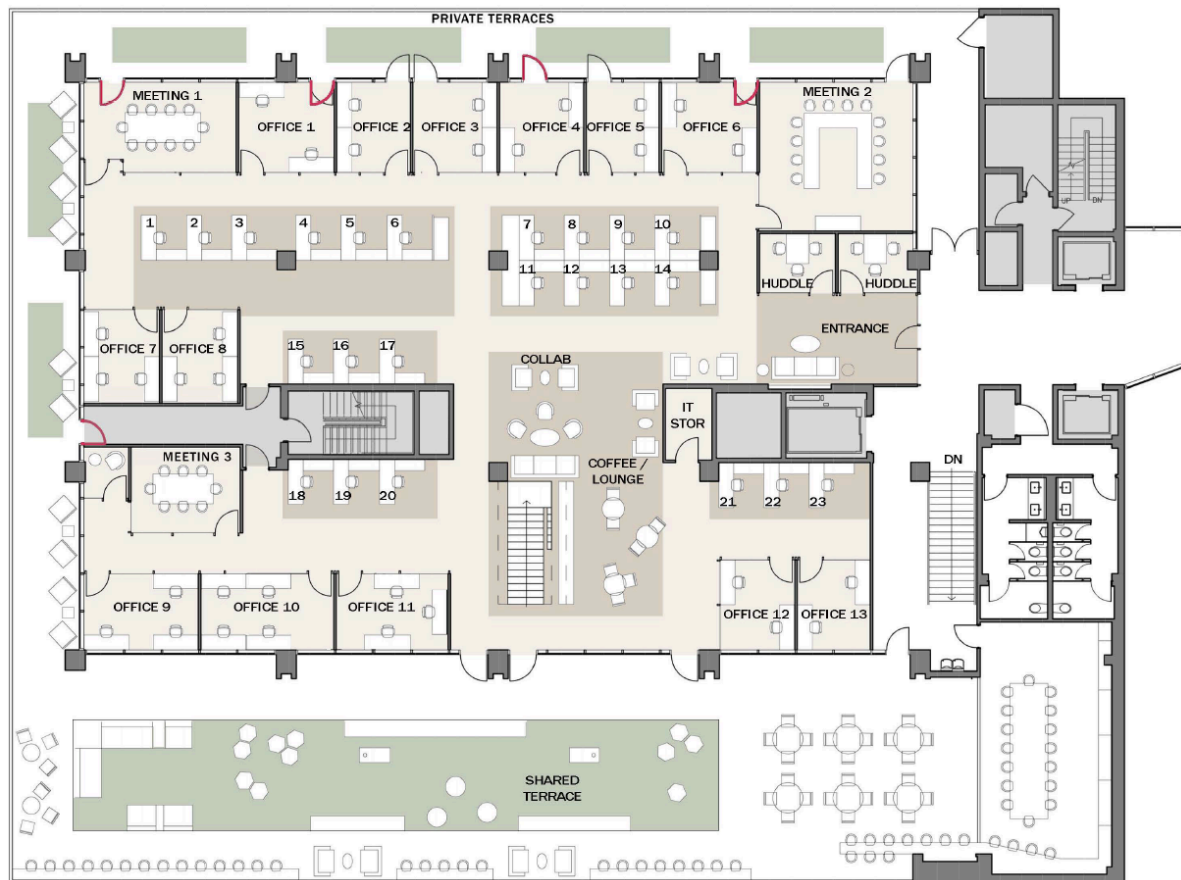 PRIVATE TERRACES
MEETING 1
OFFICE 1
OFFICE 2
OFFICE 3
OFFICE 4
OFFICE 5
OFFICE 6
MEETING 2
1
2
3
4
5
6
7
8
9
10
11
12
13
14
UP
DN
HUDDLE
HUDDLE
ENTRANCE
OFFICE 7
OFFICE 8
15
16
17
COLLAB
IT
STOR
MEETING 3
18
19
20
COFFEE /
LOUNGE
21
22
23
DN
OFFICE 9
OFFICE 10
OFFICE 11
OFFICE 12
OFFICE 13
SHARED
TERRACE